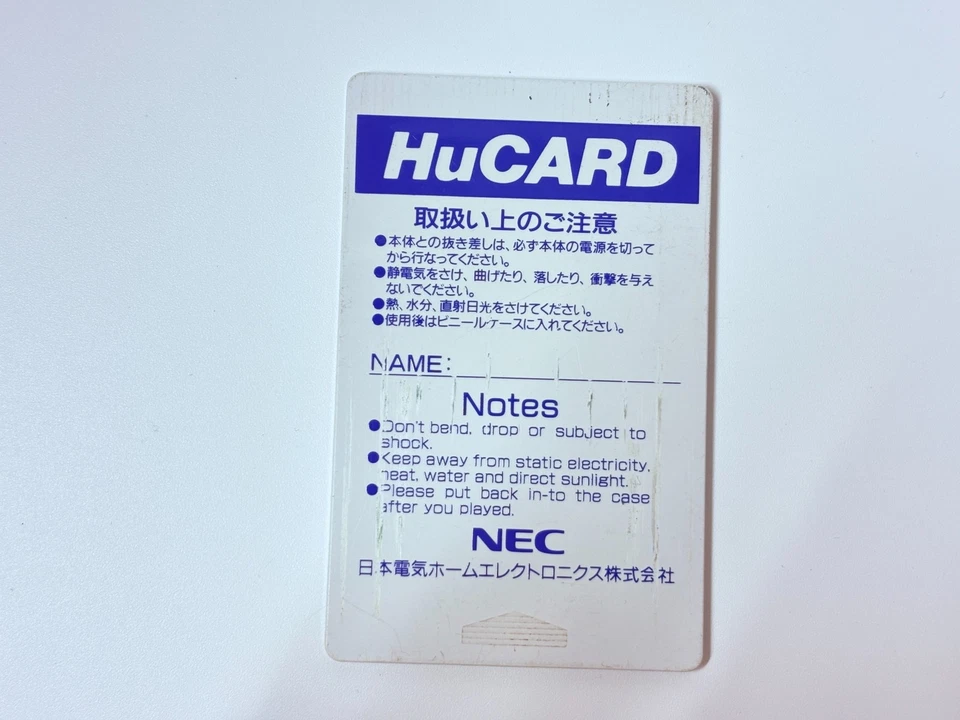 HuCARD
取扱い上のご注意
●本体との抜き差しは、必ず本体の電源を切って
から行なってください。
●静電気をさけ、曲げたり、落したり、衝撃を与え
ないでください。
●熱、水分、直射日光をさけてください。
●使用後はビニールケースに入れてください。
NAME:
Notes
●Don't bend, drop or subject to
shock.
●Keep away from static electricity,
heat, water and direct sunlight.
●Please put back in-to the case
after you played.
NEC
日本電気ホームエレクトロニクス株式会社